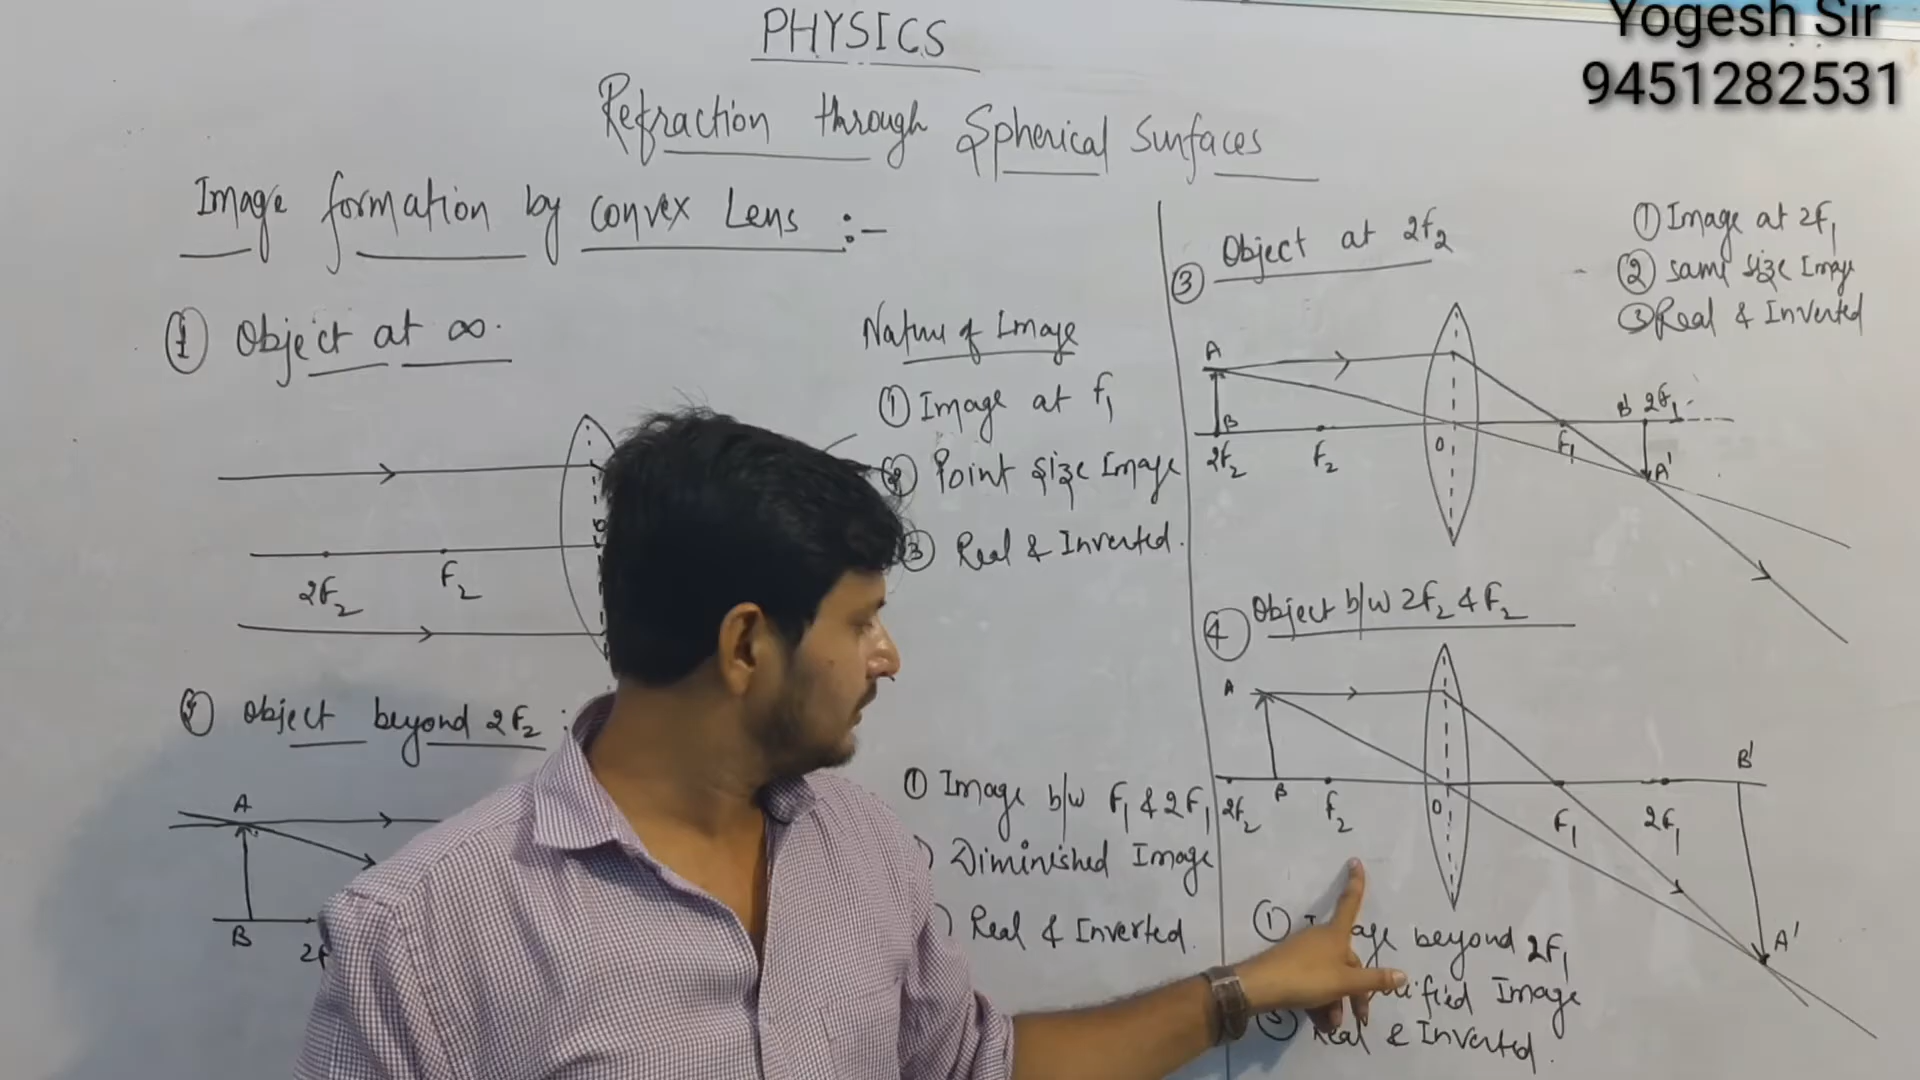 Yogesh Sir
9451282531
PHYSICS
Refraction through Spherical Surfaces
Image formation by convex Lens :-
① Object at ∞.
2F₂
F₂
Nature of Image
① Image at f₁
② Point size Image
③ Real & Inverted.
② Object beyond 2F₂ :
A
B
① Image b/w F₁ & 2F₁
) Diminished Image
) Real & Inverted.
③ Object at 2f₂
① Image at 2F₁
② same size Image
③ Real & Inverted
A
B
2F₂
F₂
O
F₁
B' 2F₁
A'
④ Object b/w 2F₂ & F₂
A
B'
2F₂
B
F₂
O
F₁
2F₁
A'
① beyond 2F₁
Image
Real & Inverted.